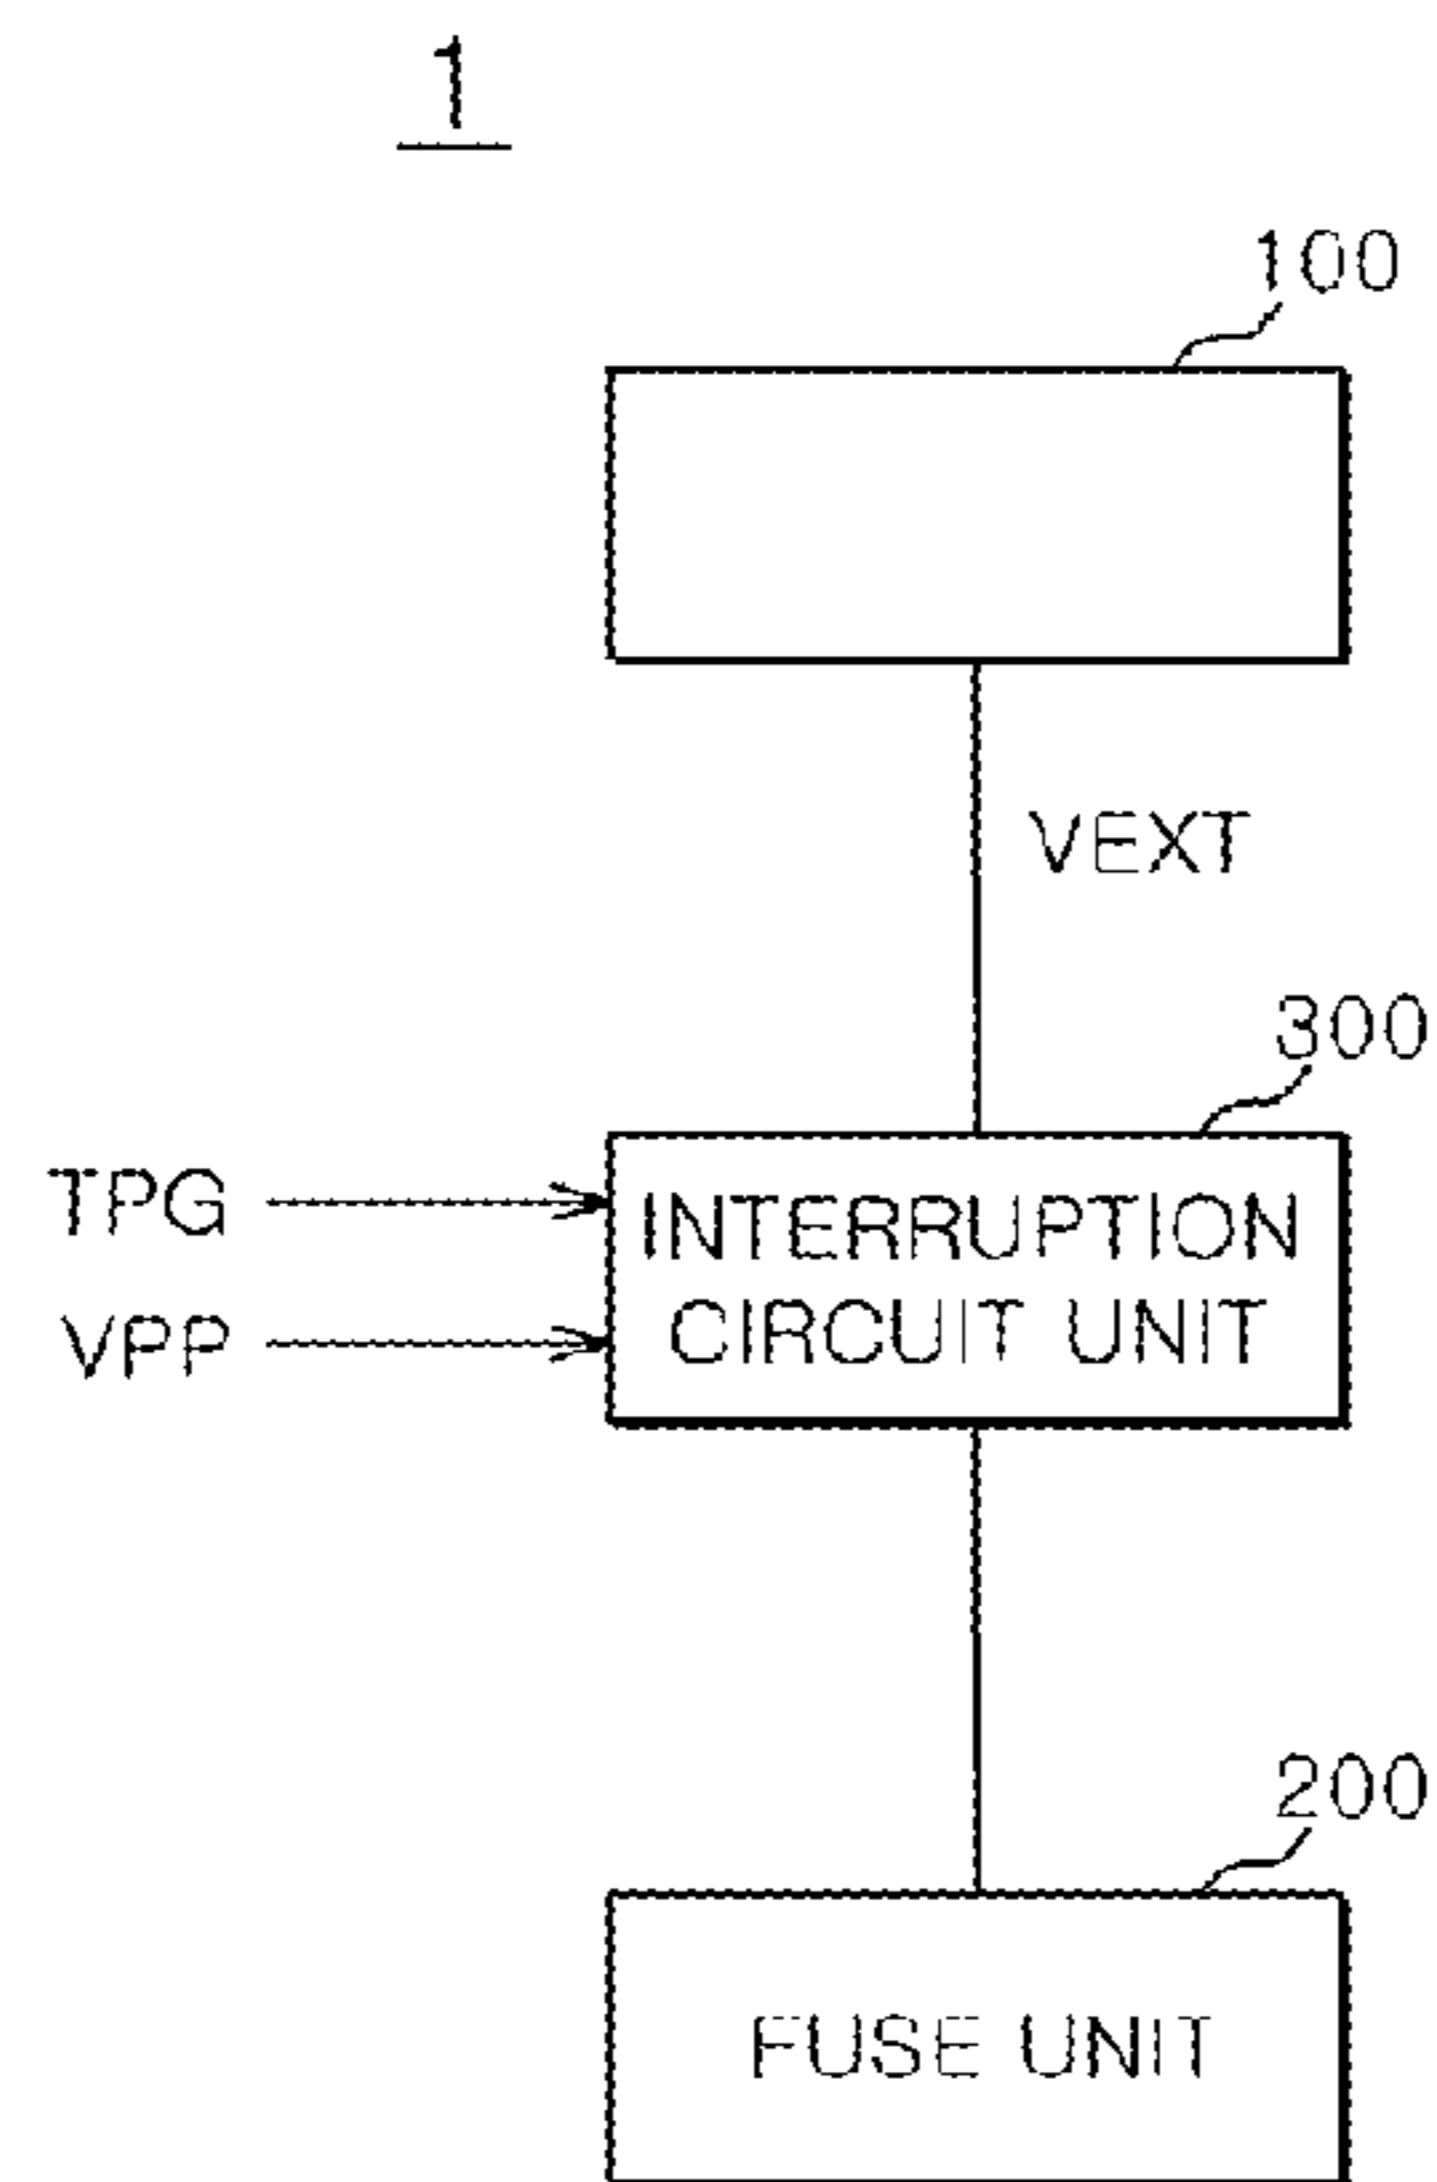 1
100
VEXT
300
TPG
INTERRUPTION
CIRCUIT UNIT
VPP
200
FUSE UNIT